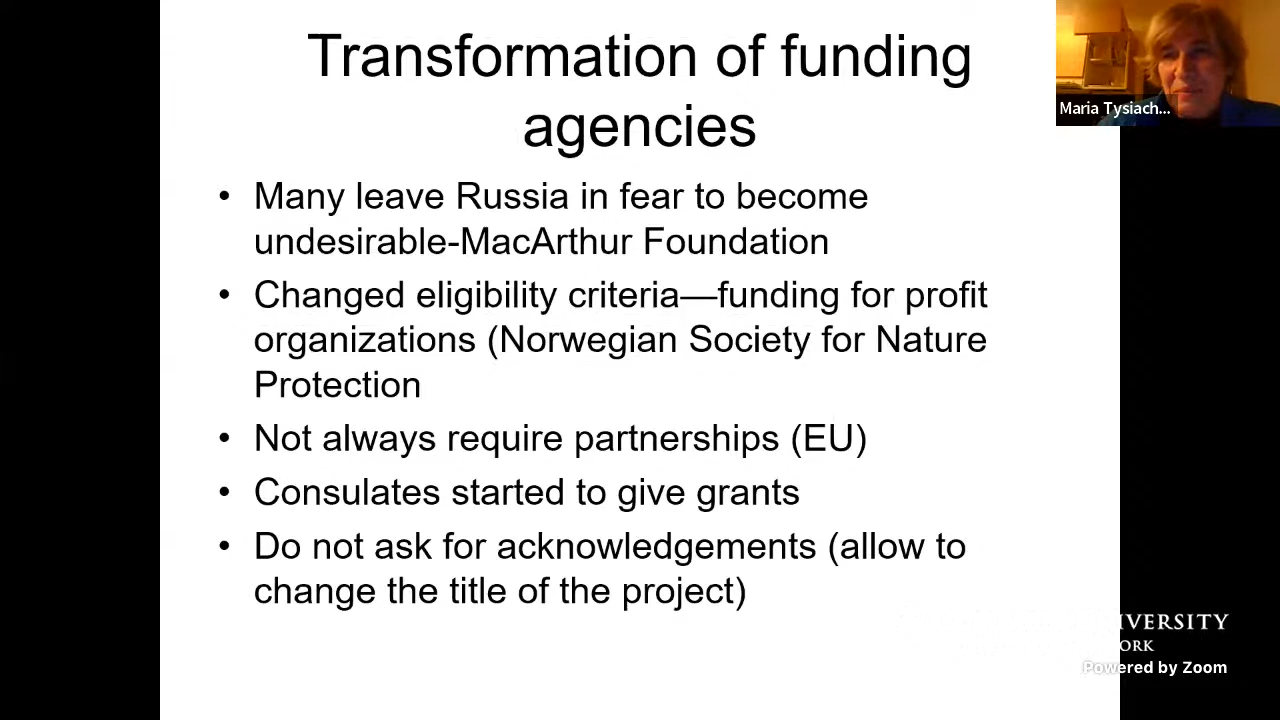 Transformation of funding
agencies
Maria Tysiach...
• Many leave Russia in fear to become
undesirable-MacArthur Foundation
• Changed eligibility criteria—funding for profit
organizations (Norwegian Society for Nature
Protection
• Not always require partnerships (EU)
• Consulates started to give grants
• Do not ask for acknowledgements (allow to
change the title of the project)
IVERSITY
ORK
Powered by Zoom